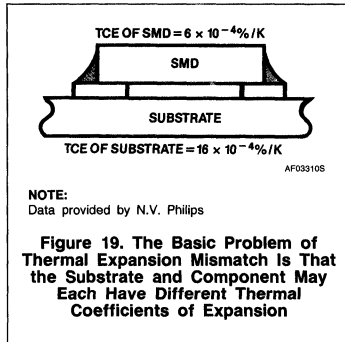 TCE OF SMD = 6 × 10⁻⁴%/K
SMD
SUBSTRATE
TCE OF SUBSTRATE = 16 × 10⁻⁴%/K
AF03310S
NOTE:
Data provided by N.V. Philips
Figure 19. The Basic Problem of
Thermal Expansion Mismatch Is That
the Substrate and Component May
Each Have Different Thermal
Coefficients of Expansion